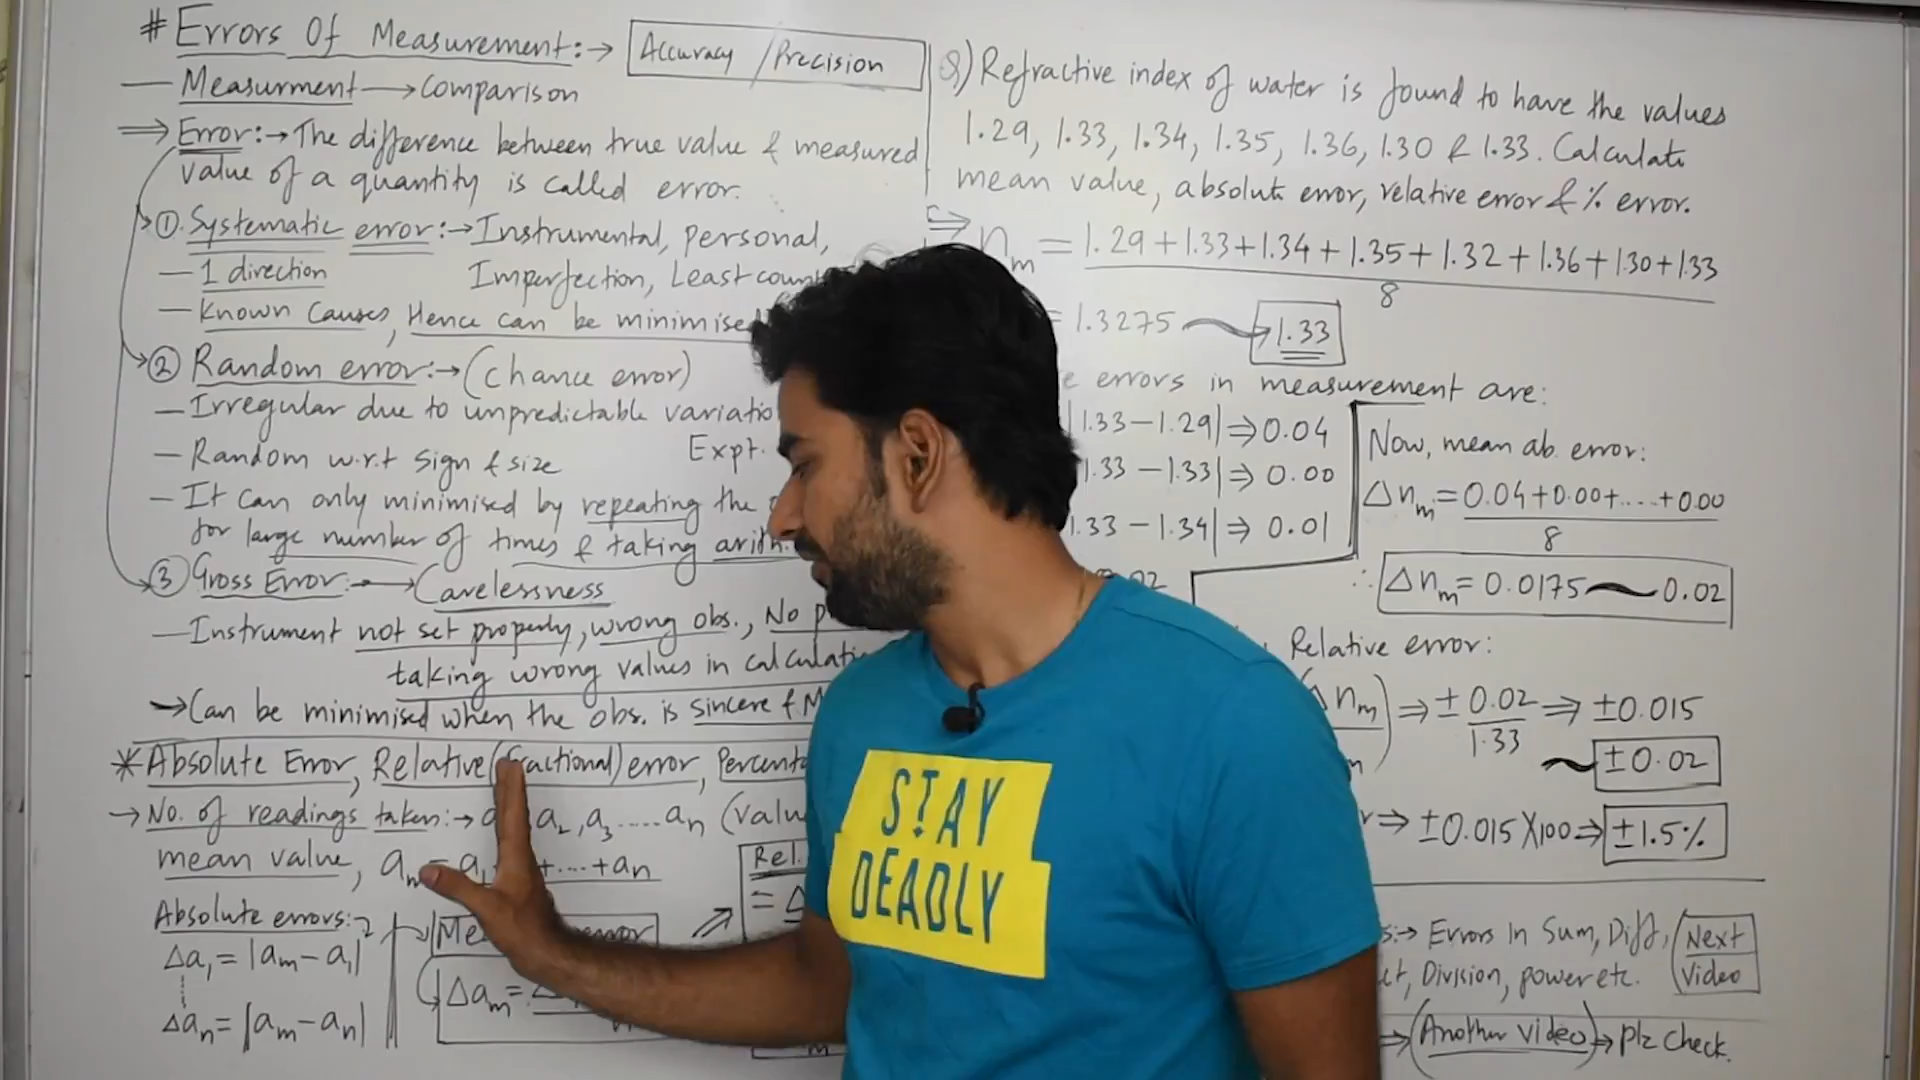 # Errors Of Measurement:→ Accuracy / Precision
— Measurment → Comparison
⇒ Error:→ The difference between true value & measured
value of a quantity is called error.
① Systematic error:→ Instrumental, personal,
— 1 direction Imperfection, Least count
— Known Causes, Hence can be minimised
② Random error:→ (Chance error)
— Irregular due to unpredictable variatio
Expt.
— Random w.r.t sign & size
— It can only minimised by repeating the
for large number of times & taking arith.
③ Gross Error:→ Carelessness
— Instrument not set properly, wrong obs., No p
taking wrong values in calculati
→ Can be minimised when the obs. is sincere & M
* Absolute Error, Relative (fractional) error, Percenta
→ No. of readings taken:→ a₂, a₃ ..... aₙ (valu
mean value, aₘ = a₁ +....+aₙ
Absolute errors:
Δa₁ = |aₘ - a₁|
Δaₙ = |aₘ - aₙ|
Me error
Δaₘ =
n
Rel.
= Δ
m
Q) Refractive index of water is found to have the values
1.29, 1.33, 1.34, 1.35, 1.36, 1.30 & 1.33. Calculate
mean value, absolute error, relative error & % error.
⇒ nₘ = 1.29 + 1.33 + 1.34 + 1.35 + 1.32 + 1.36 + 1.30 + 1.33
8
= 1.3275 → 1.33
e errors in measurement are:
|1.33 - 1.29| ⇒ 0.04
1.33 - 1.33| ⇒ 0.00
1.33 - 1.34| ⇒ 0.01
Now, mean ab. error:
Δnₘ = 0.04+0.00+....+0.00
8
∴ Δnₘ = 0.0175 ~ 0.02
Relative error:
(Δnₘ) ⇒ ± 0.02 ⇒ ±0.015
1.33
~ ±0.02
r ⇒ ±0.015 X100 ⇒ ±1.5%
s:→ Errors in Sum, Diff, Next
ct, Division, power etc. Video
→ (Another Video) → plz check.
STAY
DEADLY